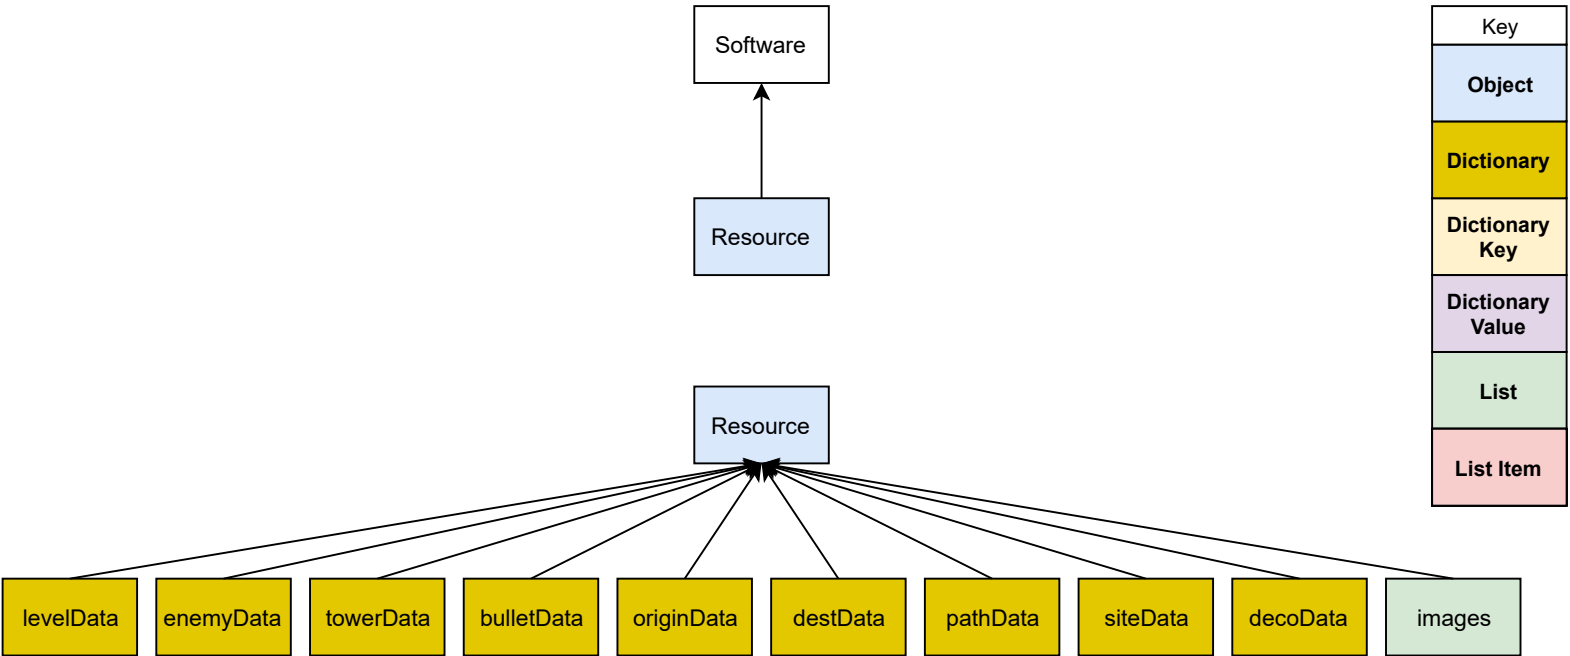 Software
Resource
Resource
levelData
enemyData
towerData
bulletData
originData
destData
pathData
siteData
decoData
images
Key
Object
Dictionary
Dictionary
Key
Dictionary
Value
List
List Item